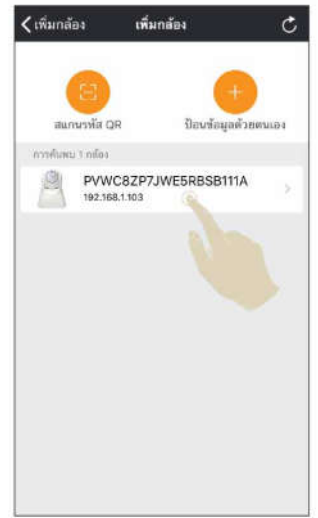 เพิ่มกล้อง เพิ่มกล้อง
สแกนรหัส QR ป้อนข้อมูลด้วยตนเอง
การค้นพบ 1 กล้อง
PVWC8ZP7JWE5RBSB111A
192.168.1.103